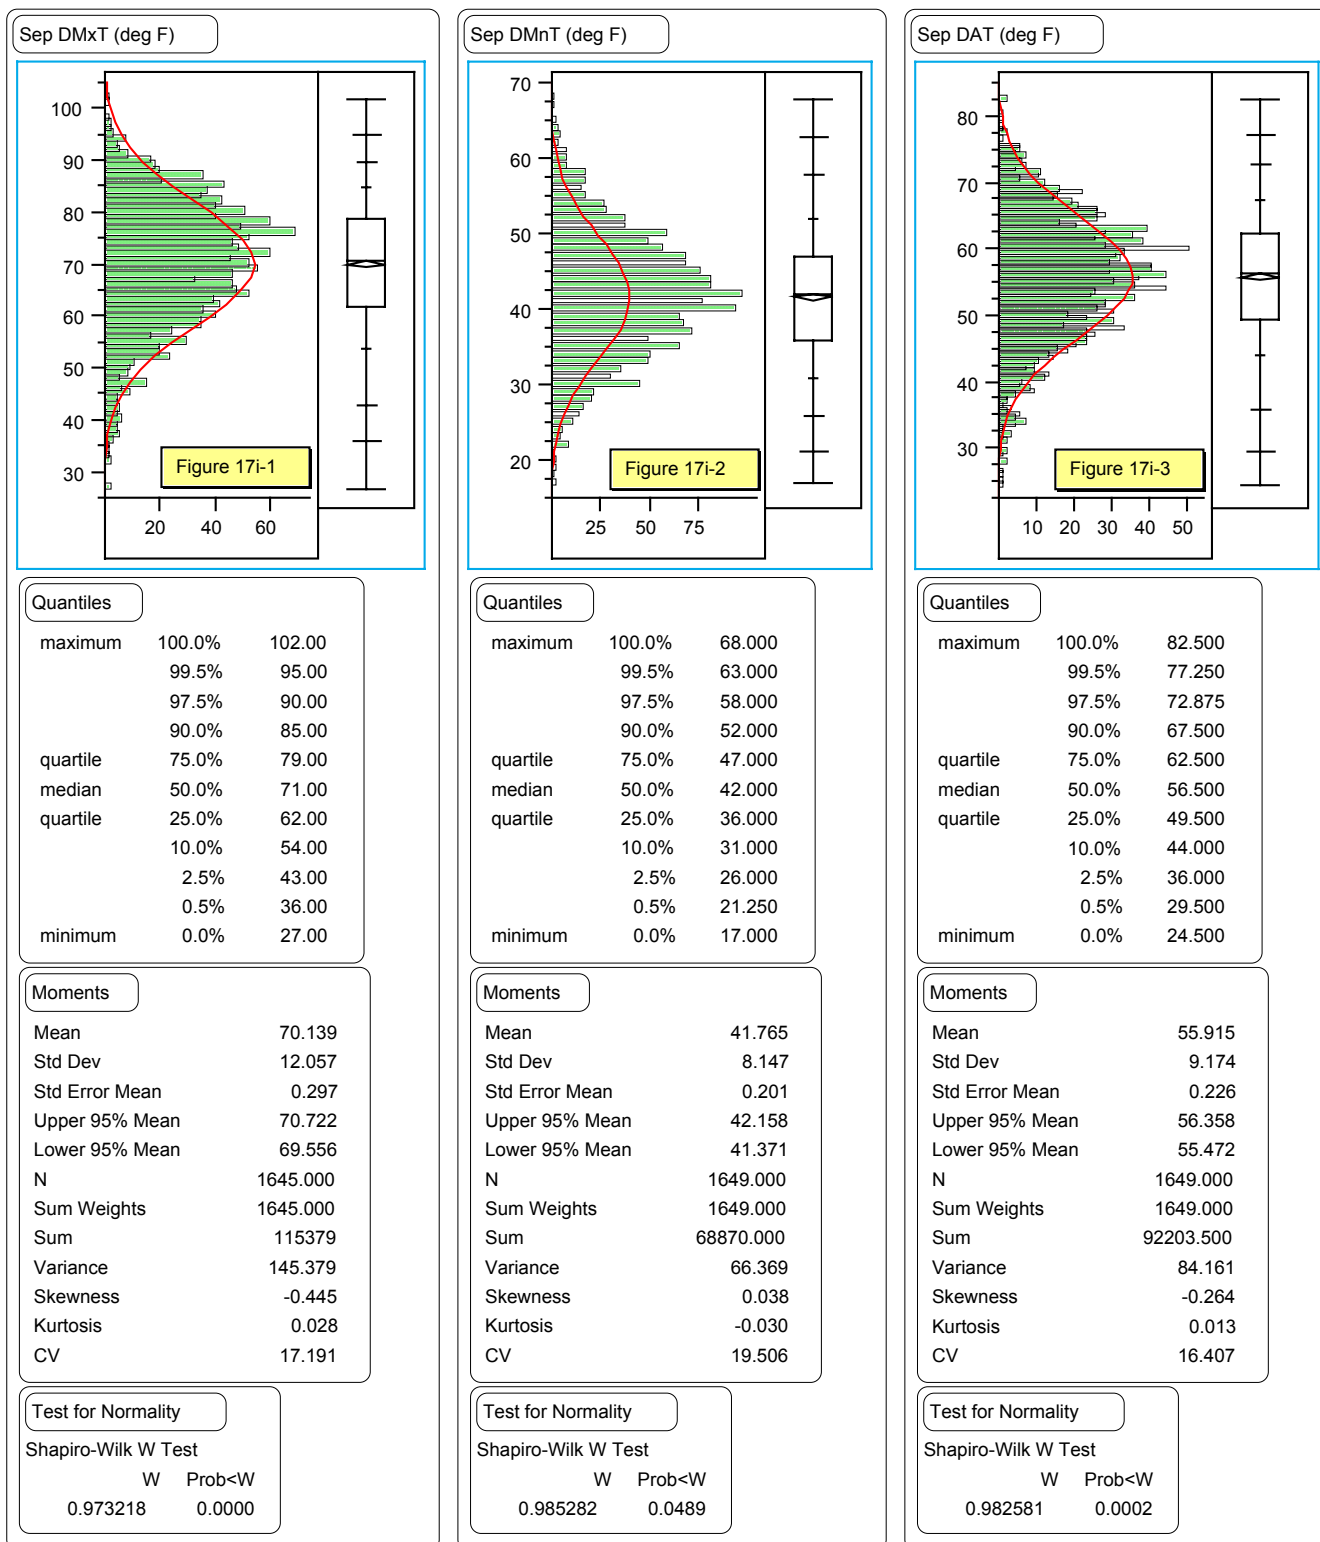 Sep DMxT (deg F)
100
90
80
70
60
50
40
30
Figure 17i-1
20 40 60
Quantiles
maximum 100.0% 102.00
99.5% 95.00
97.5% 90.00
90.0% 85.00
quartile 75.0% 79.00
median 50.0% 71.00
quartile 25.0% 62.00
10.0% 54.00
2.5% 43.00
0.5% 36.00
minimum 0.0% 27.00
Moments
Mean 70.139
Std Dev 12.057
Std Error Mean 0.297
Upper 95% Mean 70.722
Lower 95% Mean 69.556
N 1645.000
Sum Weights 1645.000
Sum 115379
Variance 145.379
Skewness -0.445
Kurtosis 0.028
CV 17.191
Test for Normality
Shapiro-Wilk W Test
W Prob<W
0.973218 0.0000
Sep DMnT (deg F)
70
60
50
40
30
20
Figure 17i-2
25 50 75
Quantiles
maximum 100.0% 68.000
99.5% 63.000
97.5% 58.000
90.0% 52.000
quartile 75.0% 47.000
median 50.0% 42.000
quartile 25.0% 36.000
10.0% 31.000
2.5% 26.000
0.5% 21.250
minimum 0.0% 17.000
Moments
Mean 41.765
Std Dev 8.147
Std Error Mean 0.201
Upper 95% Mean 42.158
Lower 95% Mean 41.371
N 1649.000
Sum Weights 1649.000
Sum 68870.000
Variance 66.369
Skewness 0.038
Kurtosis -0.030
CV 19.506
Test for Normality
Shapiro-Wilk W Test
W Prob<W
0.985282 0.0489
Sep DAT (deg F)
80
70
60
50
40
30
Figure 17i-3
10 20 30 40 50
Quantiles
maximum 100.0% 82.500
99.5% 77.250
97.5% 72.875
90.0% 67.500
quartile 75.0% 62.500
median 50.0% 56.500
quartile 25.0% 49.500
10.0% 44.000
2.5% 36.000
0.5% 29.500
minimum 0.0% 24.500
Moments
Mean 55.915
Std Dev 9.174
Std Error Mean 0.226
Upper 95% Mean 56.358
Lower 95% Mean 55.472
N 1649.000
Sum Weights 1649.000
Sum 92203.500
Variance 84.161
Skewness -0.264
Kurtosis 0.013
CV 16.407
Test for Normality
Shapiro-Wilk W Test
W Prob<W
0.982581 0.0002